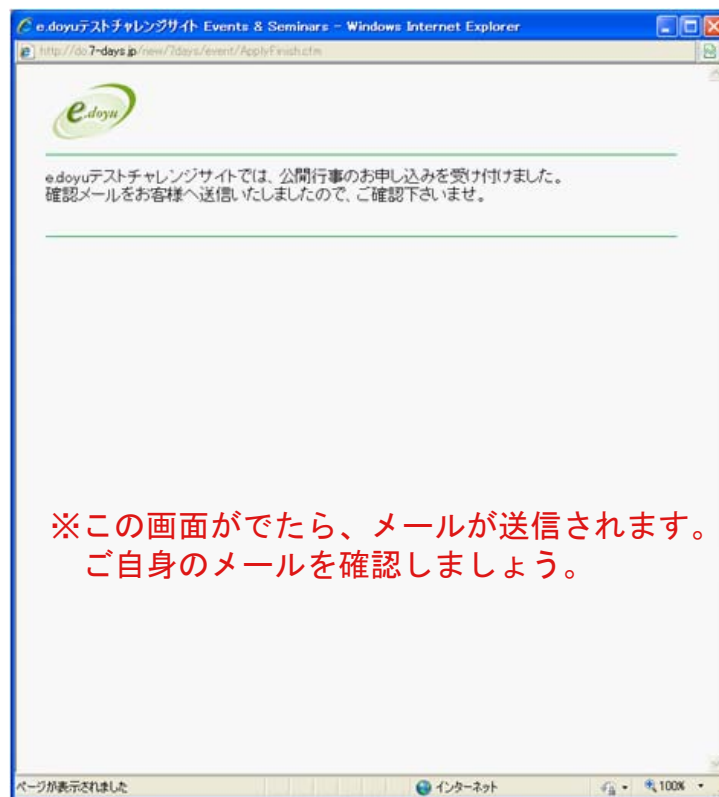 e.doyuテストチャレンジサイト Events & Seminars - Windows Internet Explorer
http://do.7-days.jp/new/7days/event/ApplyFinish.cfm
e.doyu
e.doyuテストチャレンジサイトでは、公開行事のお申し込みを受け付けました。
確認メールをお客様へ送信いたしましたので、ご確認下さいませ。
※この画面がでたら、メールが送信されます。
ご自身のメールを確認しましょう。
ページが表示されました
インターネット
100%